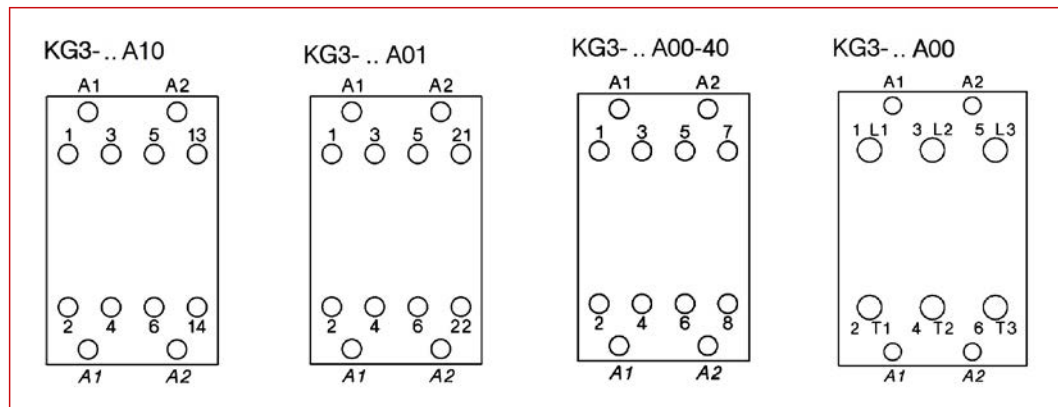 KG3- .. A10
A1 A2
1 3 5 13
2 4 6 14
A1 A2
KG3- .. A01
A1 A2
1 3 5 21
2 4 6 22
A1 A2
KG3- .. A00-40
A1 A2
1 3 5 7
2 4 6 8
A1 A2
KG3- .. A00
A1 A2
1 L1 3 L2 5 L3
2 T1 4 T2 6 T3
A1 A2